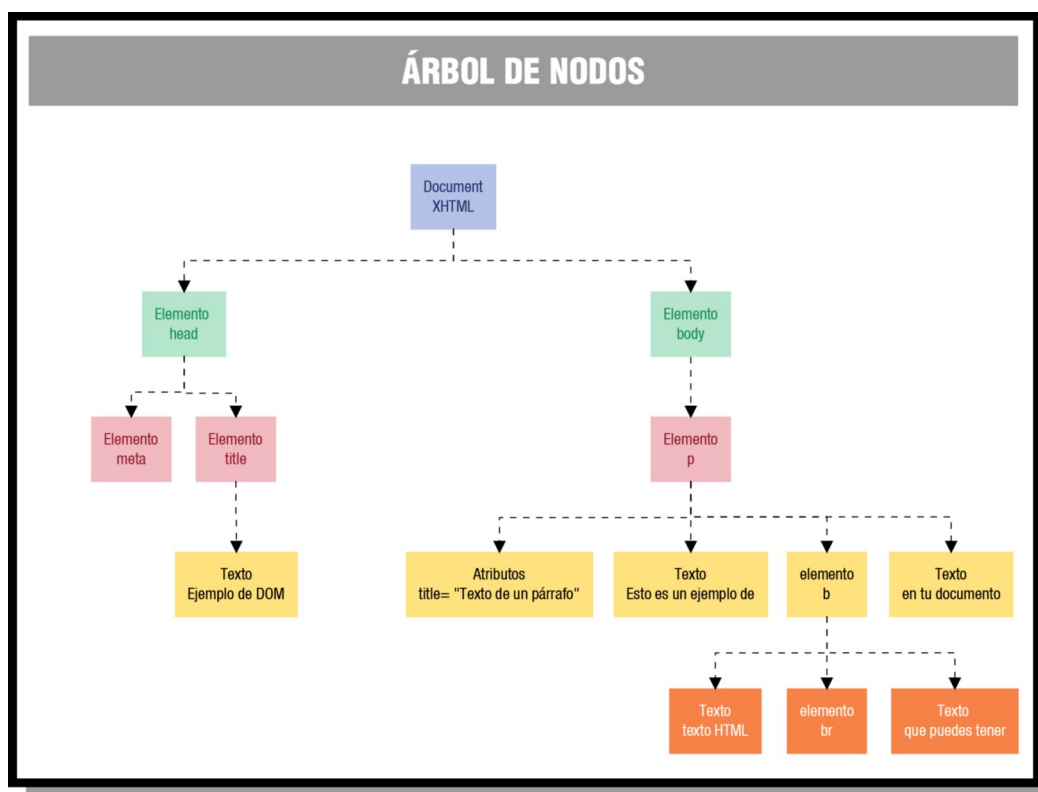 ÁRBOL DE NODOS
Document
XHTML
Elemento
head
Elemento
body
Elemento
meta
Elemento
title
Elemento
p
Texto
Ejemplo de DOM
Atributos
title= "Texto de un párrafo"
Texto
Esto es un ejemplo de
elemento
b
Texto
en tu documento
Texto
texto HTML
elemento
br
Texto
que puedes tener